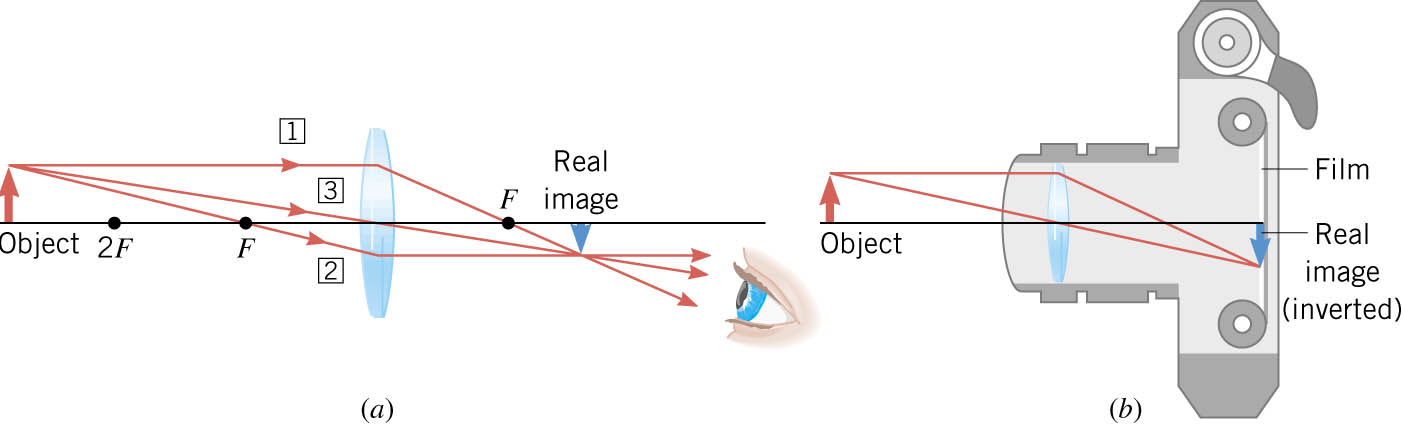 1
3
2
Object
2F
F
F
Real
image
(a)
Object
Film
Real
image
(inverted)
(b)